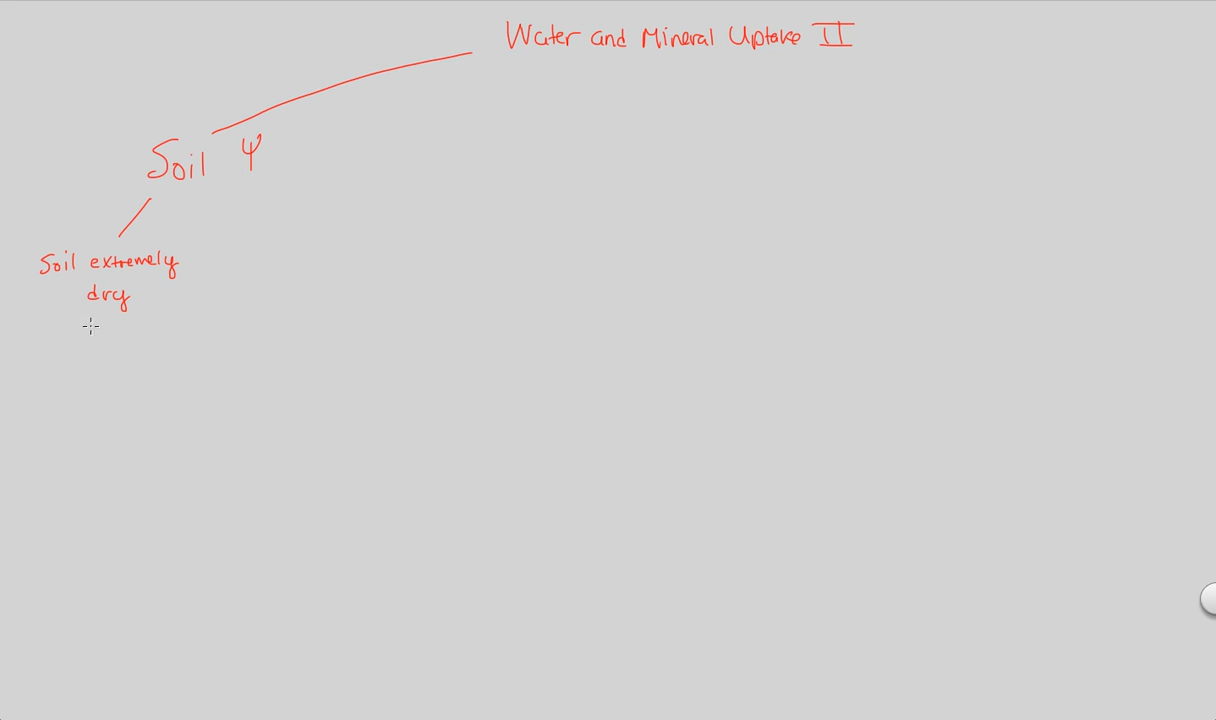 Water and Mineral Uptake II
Soil Ψ
Soil extremely
dry